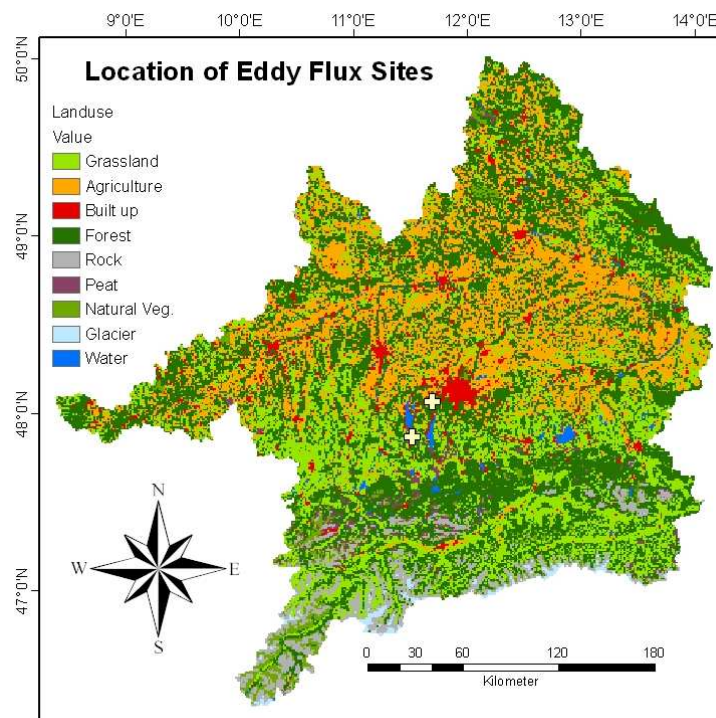 9°0'E 10°0'E 11°0'E 12°0'E 13°0'E 14°0'E
50°0'N
Location of Eddy Flux Sites
Landuse
Value
Grassland
Agriculture
Built up
Forest
Rock
Peat
Natural Veg.
Glacier
Water
49°0'N
48°0'N
47°0'N
N
W E
S
0 30 60 120 180
Kilometer